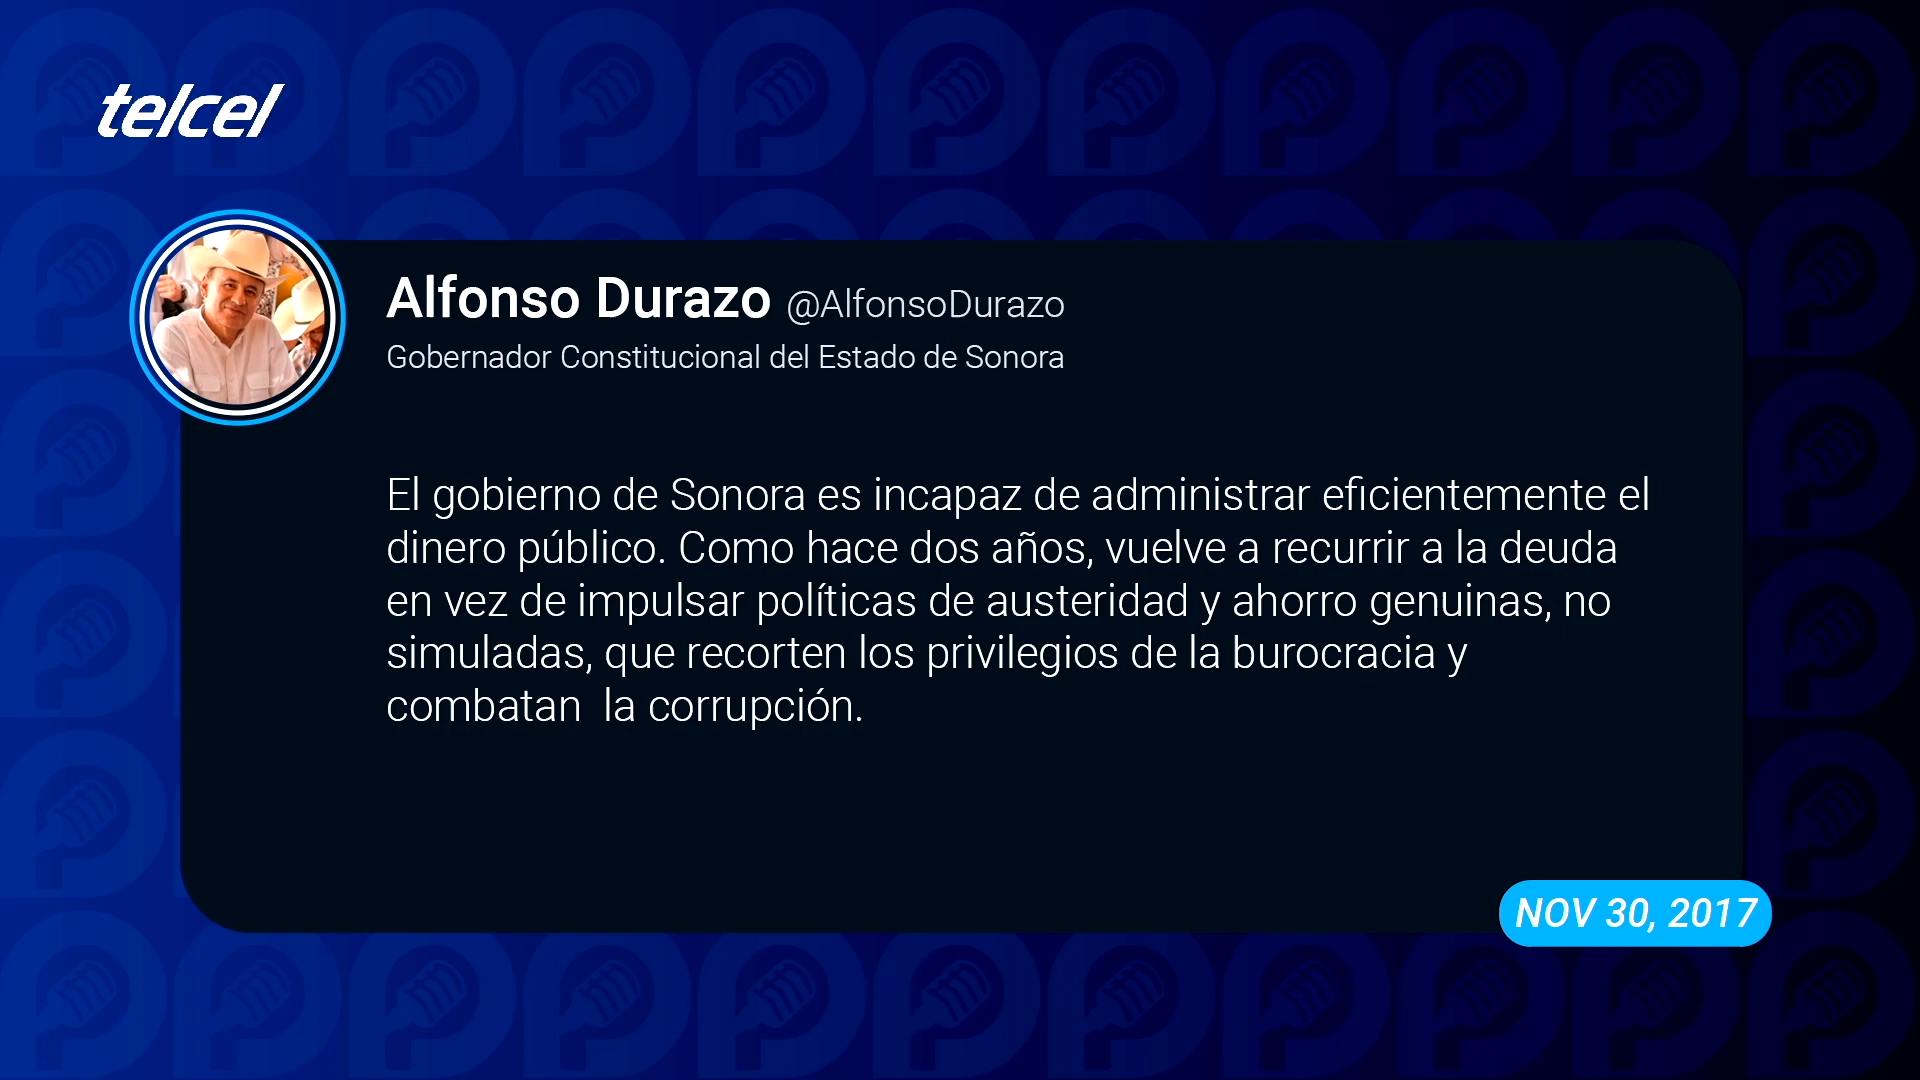 telcel
Alfonso Durazo @AlfonsoDurazo
Gobernador Constitucional del Estado de Sonora
El gobierno de Sonora es incapaz de administrar eficientemente el
dinero público. Como hace dos años, vuelve a recurrir a la deuda
en vez de impulsar políticas de austeridad y ahorro genuinas, no
simuladas, que recorten los privilegios de la burocracia y
combatan  la corrupción.
NOV 30, 2017